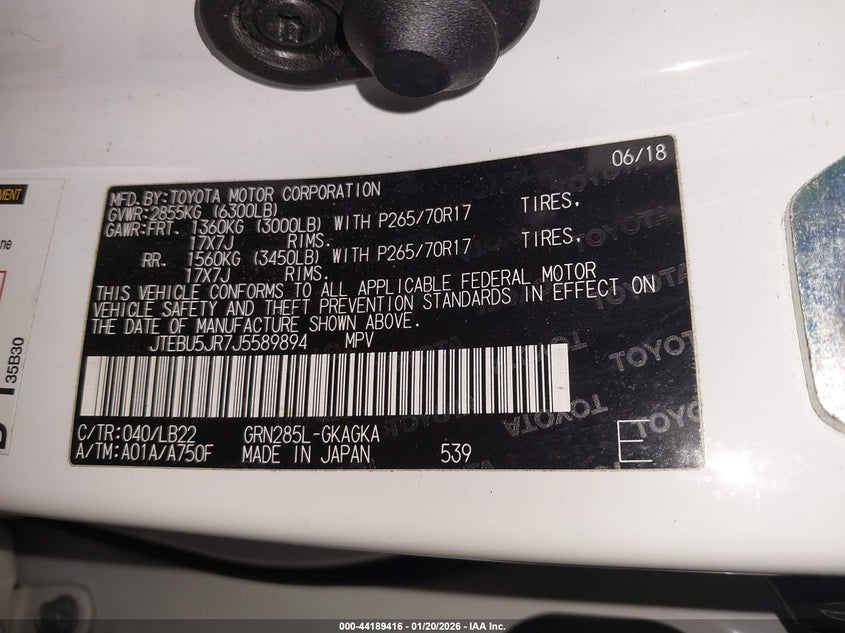 06/18
MFD. BY: TOYOTA MOTOR CORPORATION
GVWR: 2855KG (6300LB)
GAWR: FRT. 1360KG (3000LB) WITH P265/70R17 TIRES,
17X7J RIMS.
RR. 1560KG (3450LB) WITH P265/70R17 TIRES,
17X7J RIMS.
THIS VEHICLE CONFORMS TO ALL APPLICABLE FEDERAL MOTOR
VEHICLE SAFETY AND THEFT PREVENTION STANDARDS IN EFFECT ON
THE DATE OF MANUFACTURE SHOWN ABOVE.
JTEBU5JR7J5589894 MPV
C/TR: 040/LB22 GRN285L-GKAGKA
A/TM: A01A/A750F MADE IN JAPAN 539 E
TOYOTA
35B30
000-44189416 - 01/20/2026 - IAA Inc.